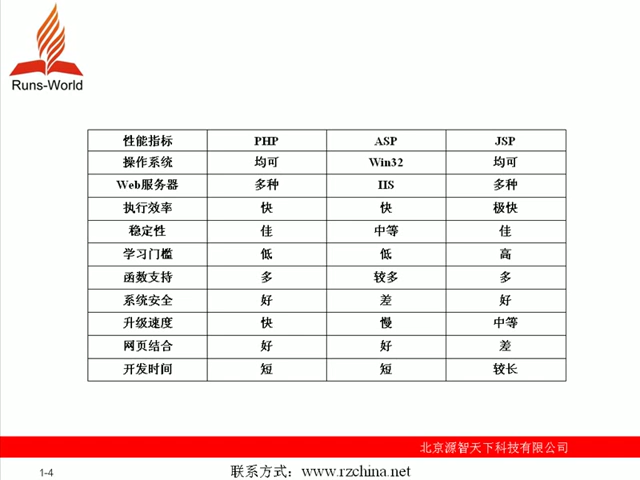 Runs-World
性能指标 PHP ASP JSP
操作系统 均可 Win32 均可
Web服务器 多种 IIS 多种
执行效率 快 快 极快
稳定性 佳 中等 佳
学习门槛 低 低 高
函数支持 多 较多 多
系统安全 好 差 好
升级速度 快 慢 中等
网页结合 好 好 差
开发时间 短 短 较长
北京源智天下科技有限公司
1-4
联系方式：www.rzchina.net